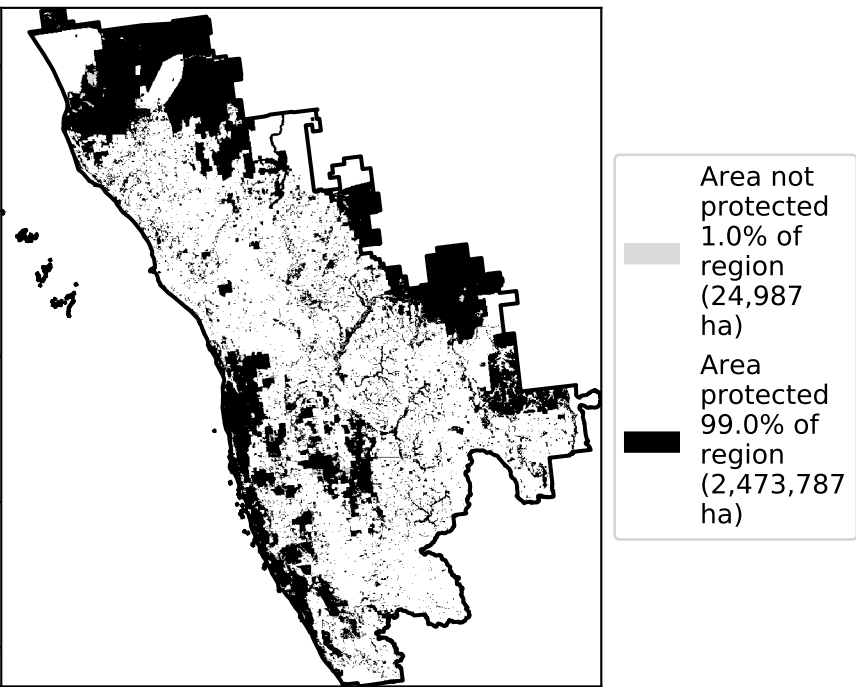 Area not
protected
1.0% of
region
(24,987
ha)
Area
protected
99.0% of
region
(2,473,787
ha)